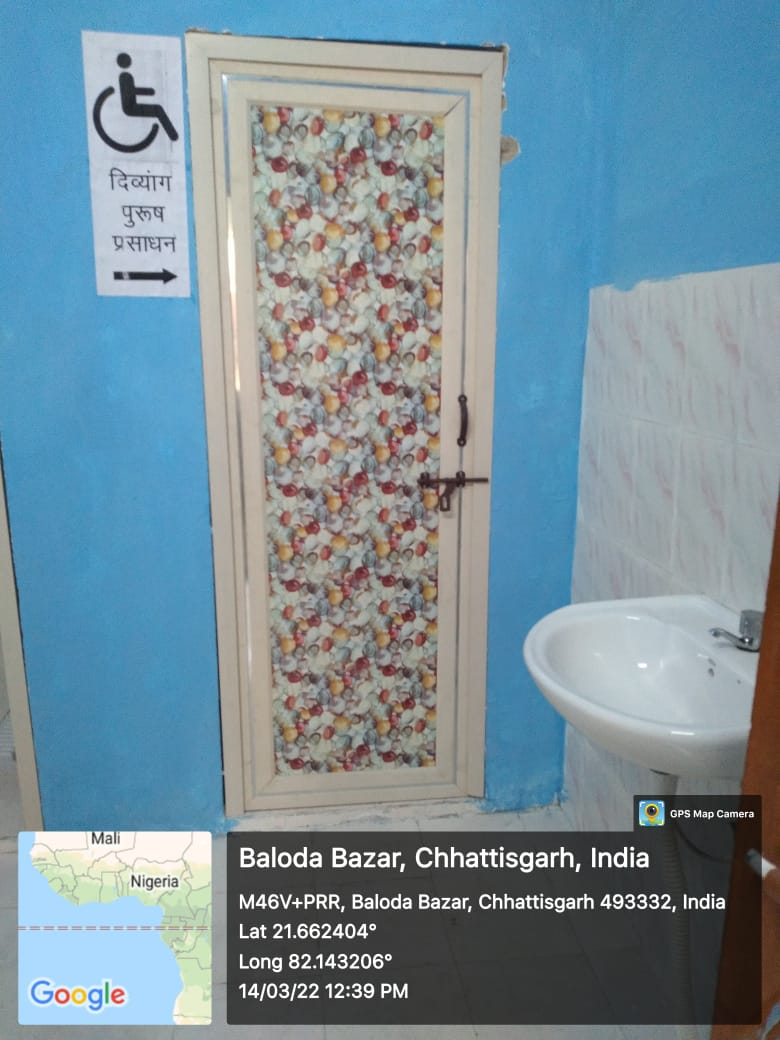 दिव्यांग
पुरूष
प्रसाधन
GPS Map Camera
Mali
Nigeria
Google
Baloda Bazar, Chhattisgarh, India
M46V+PRR, Baloda Bazar, Chhattisgarh 493332, India
Lat 21.662404°
Long 82.143206°
14/03/22 12:39 PM